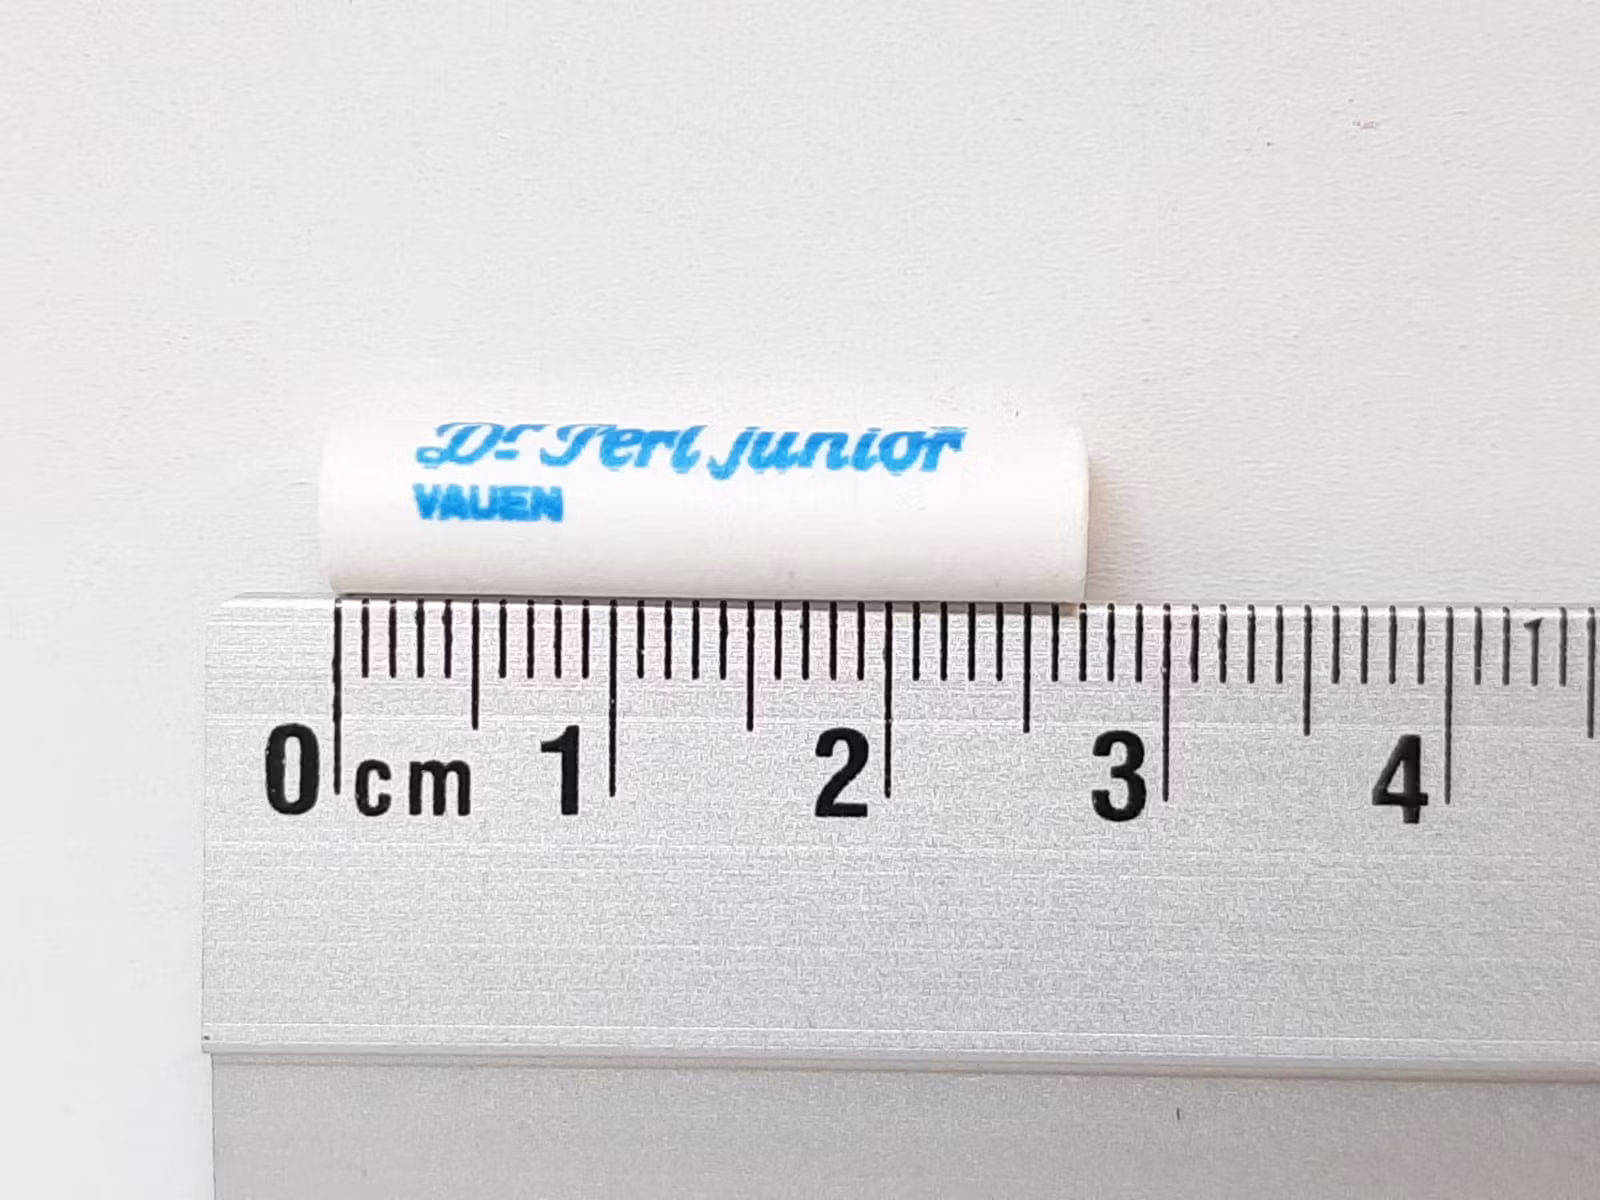 Dr Perl junior
VAUEN
0 cm 1 2 3 4